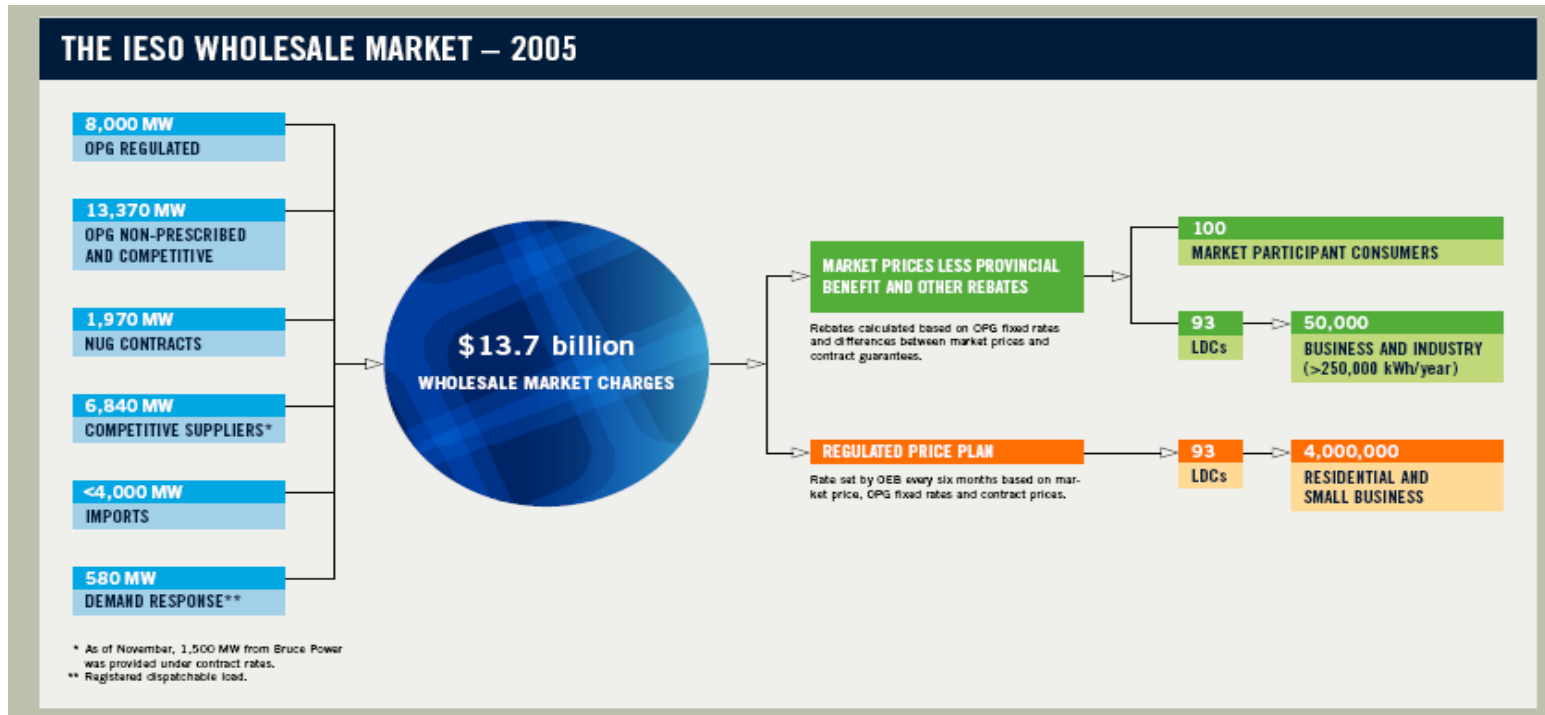 THE IESO WHOLESALE MARKET – 2005
8,000 MW
OPG REGULATED
13,370 MW
OPG NON-PRESCRIBED
AND COMPETITIVE
1,970 MW
NUG CONTRACTS
6,840 MW
COMPETITIVE SUPPLIERS*
<4,000 MW
IMPORTS
580 MW
DEMAND RESPONSE**
* As of November, 1,500 MW from Bruce Power
was provided under contract rates.
** Registered dispatchable load.
$13.7 billion
WHOLESALE MARKET CHARGES
MARKET PRICES LESS PROVINCIAL
BENEFIT AND OTHER REBATES
Rebates calculated based on OPG fixed rates
and differences between market prices and
contract guarantees.
100
MARKET PARTICIPANT CONSUMERS
93
LDCs
50,000
BUSINESS AND INDUSTRY
(>250,000 kWh/year)
REGULATED PRICE PLAN
Rate set by OEB every six months based on mar-
ket price, OPG fixed rates and contract prices.
93
LDCs
4,000,000
RESIDENTIAL AND
SMALL BUSINESS